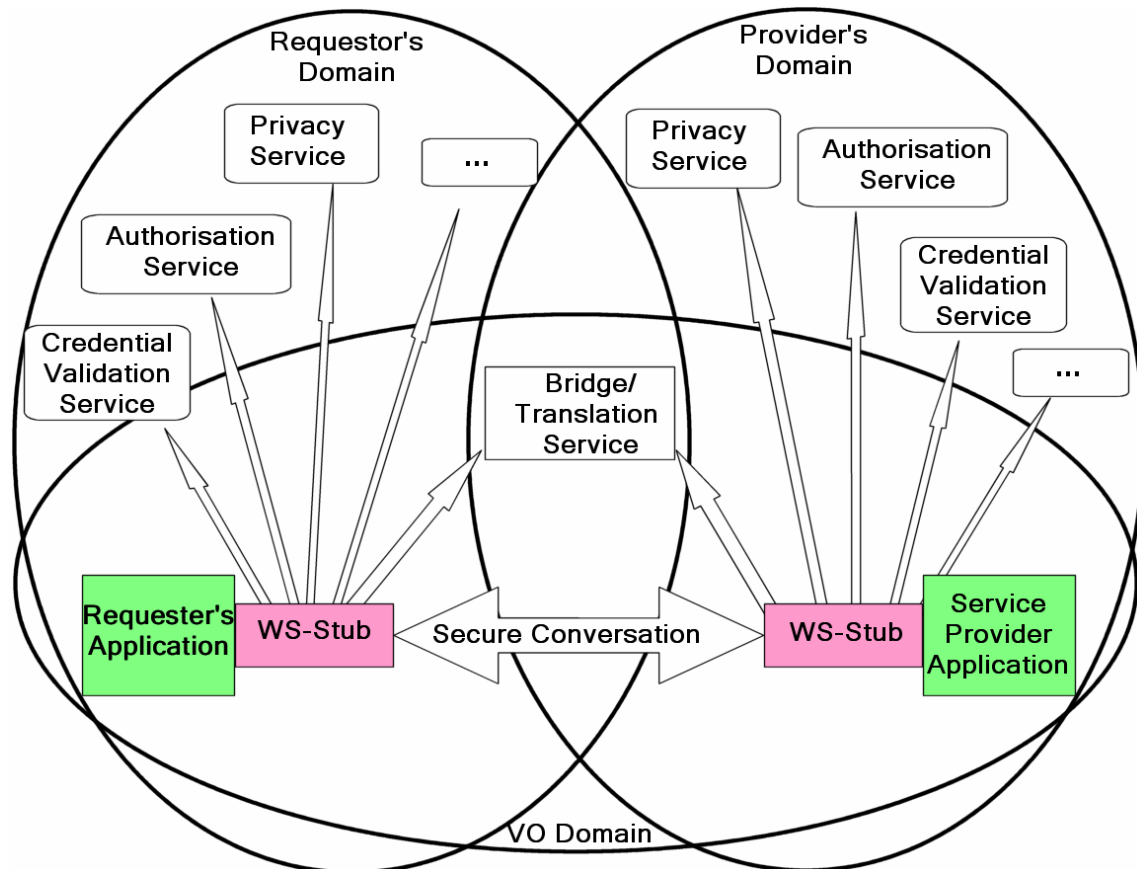 Requestor's
Domain
Provider's
Domain
Privacy
Service
...
Authorisation
Service
Credential
Validation
Service
Privacy
Service
Authorisation
Service
Credential
Validation
Service
...
Bridge/
Translation
Service
Requester's
Application
WS-Stub
Secure Conversation
WS-Stub
Service
Provider
Application
VO Domain